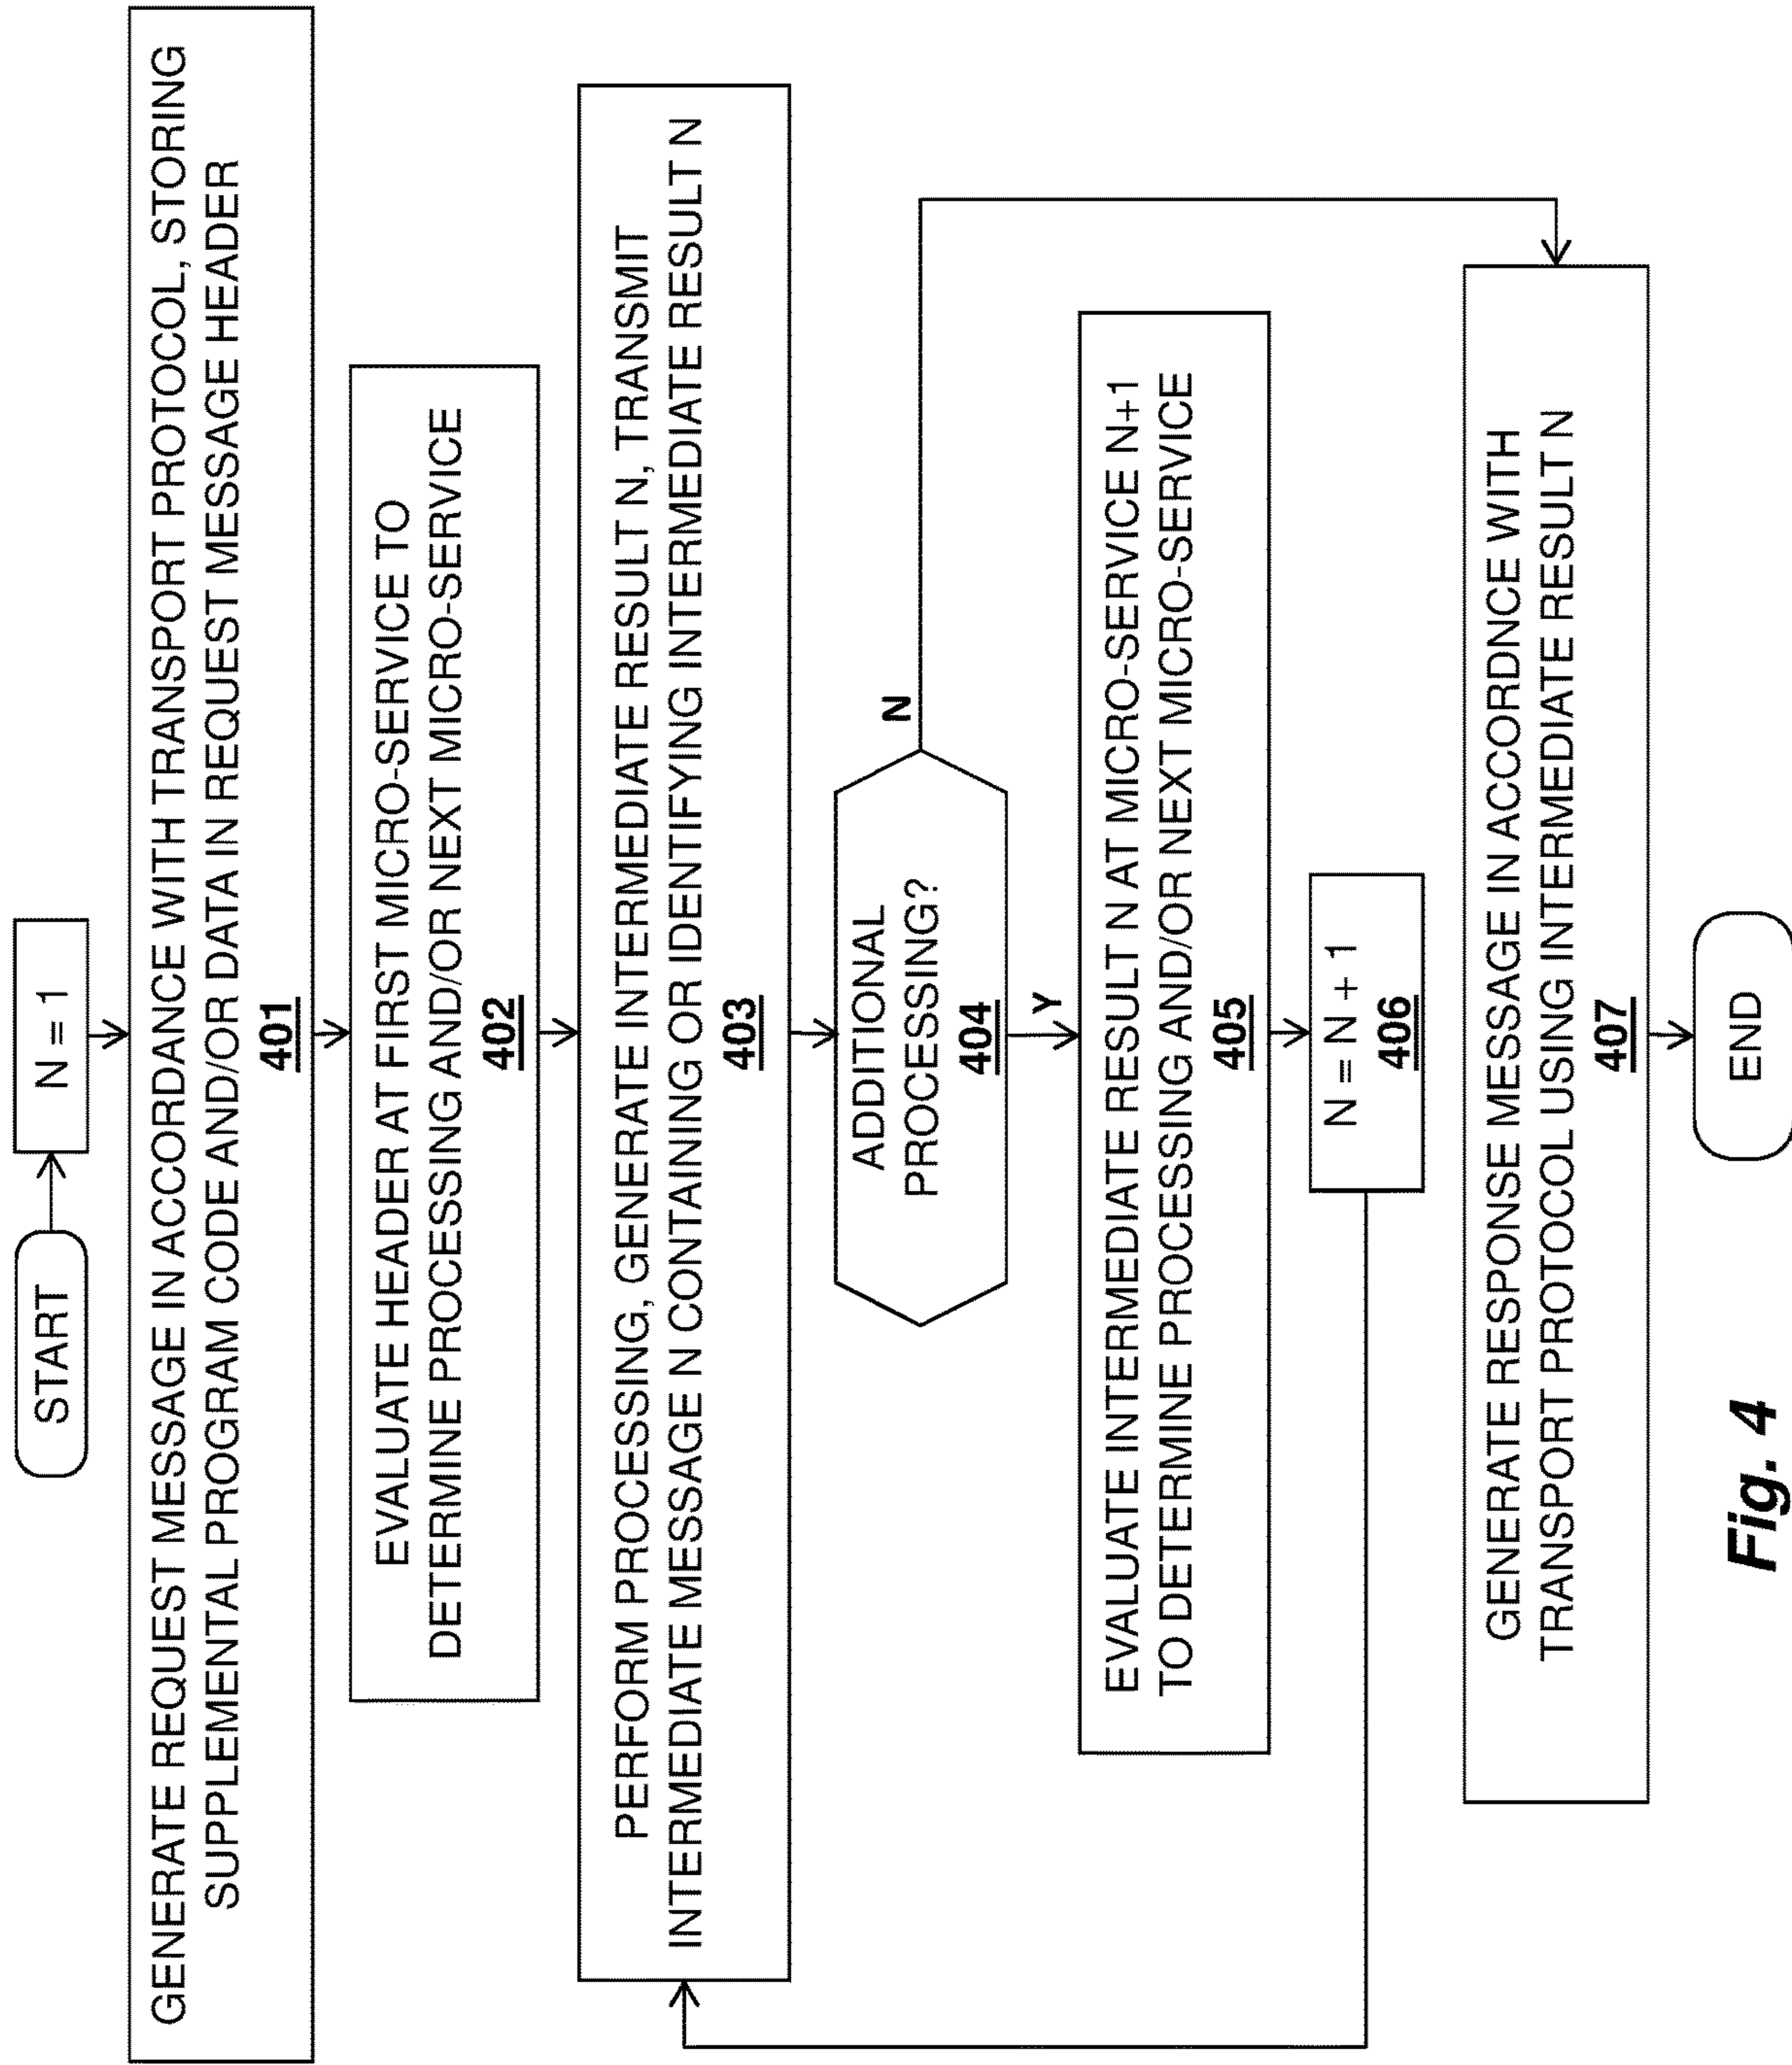 START
N = 1
GENERATE REQUEST MESSAGE IN ACCORDANCE WITH TRANSPORT PROTOCOL, STORING
SUPPLEMENTAL PROGRAM CODE AND/OR DATA IN REQUEST MESSAGE HEADER
401
EVALUATE HEADER AT FIRST MICRO-SERVICE TO
DETERMINE PROCESSING AND/OR NEXT MICRO-SERVICE
402
PERFORM PROCESSING, GENERATE INTERMEDIATE RESULT N, TRANSMIT
INTERMEDIATE MESSAGE N CONTAINING OR IDENTIFYING INTERMEDIATE RESULT N
403
ADDITIONAL
PROCESSING?
404
N
Y
EVALUATE INTERMEDIATE RESULT N AT MICRO-SERVICE N+1
TO DETERMINE PROCESSING AND/OR NEXT MICRO-SERVICE
405
N = N + 1
406
GENERATE RESPONSE MESSAGE IN ACCORDNCE WITH
TRANSPORT PROTOCOL USING INTERMEDIATE RESULT N
407
END
Fig. 4